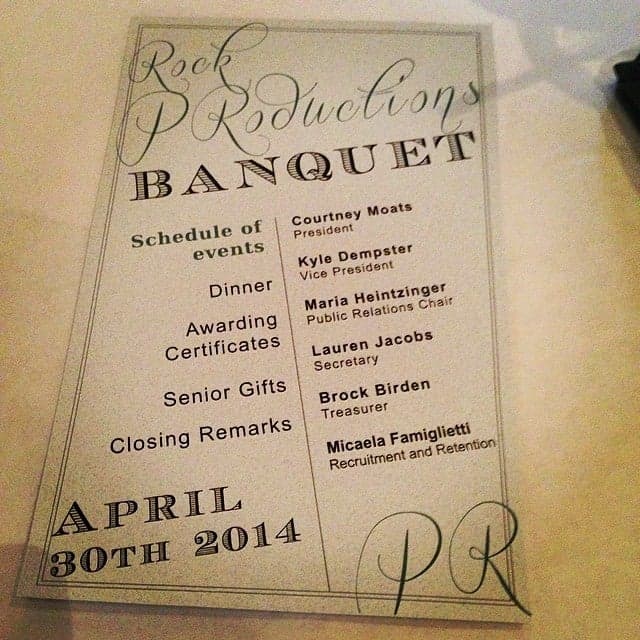 Rock
PRoductions
BANQUET
Schedule of
events
Dinner
Awarding
Certificates
Senior Gifts
Closing Remarks
Courtney Moats
President
Kyle Dempster
Vice President
Maria Heintzinger
Public Relations Chair
Lauren Jacobs
Secretary
Brock Birden
Treasurer
Micaela Famiglietti
Recruitment and Retention
APRIL
30TH 2014
PR